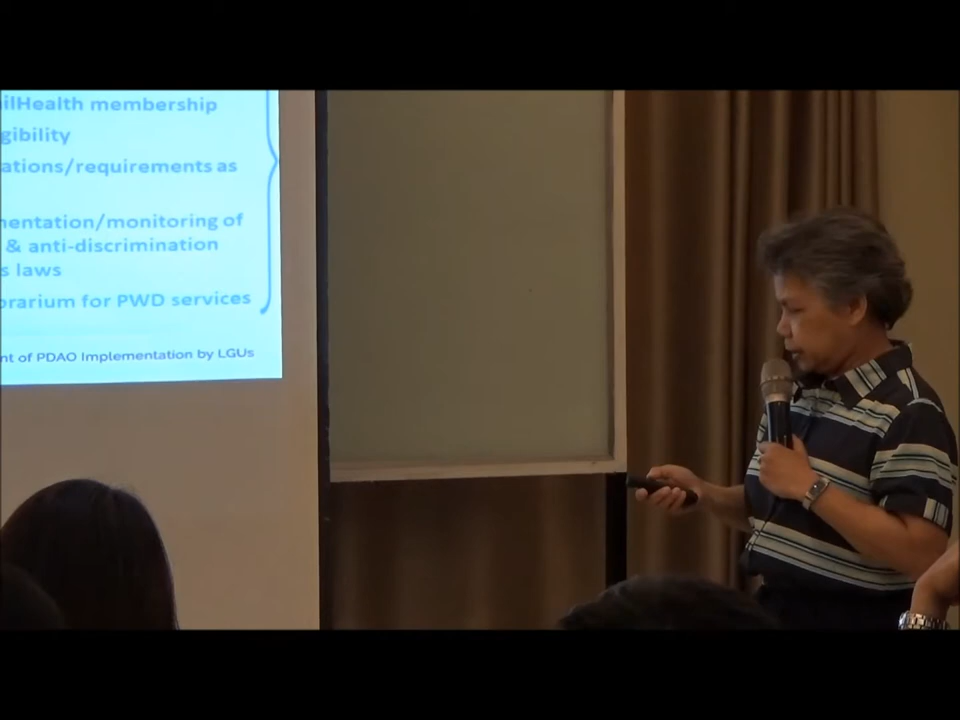 ilHealth membership
gibility
ations/requirements as
nentation/monitoring of
& anti-discrimination
s laws
orarium for PWD services
nt of PDAO Implementation by LGUs